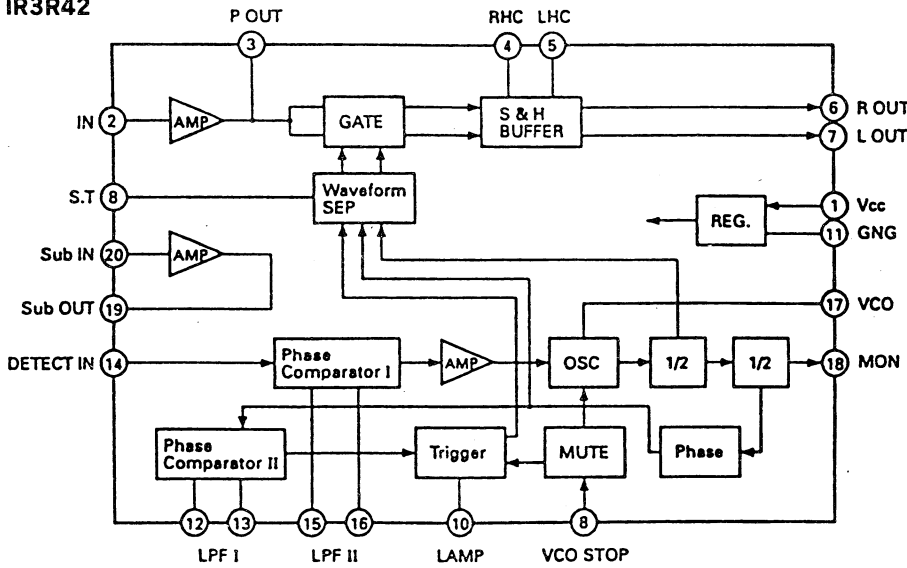 IR3R42
P OUT
RHC LHC
3
4
5
IN
2
AMP
GATE
S & H
BUFFER
6
R OUT
7
L OUT
S.T
8
Waveform
SEP
REG.
1
Vcc
11
GNG
Sub IN
20
AMP
Sub OUT
19
17
VCO
DETECT IN
14
Phase
Comparator I
AMP
OSC
1/2
1/2
18
MON
Phase
Comparator II
Trigger
MUTE
Phase
12
13
15
16
10
8
LPF I
LPF II
LAMP
VCO STOP